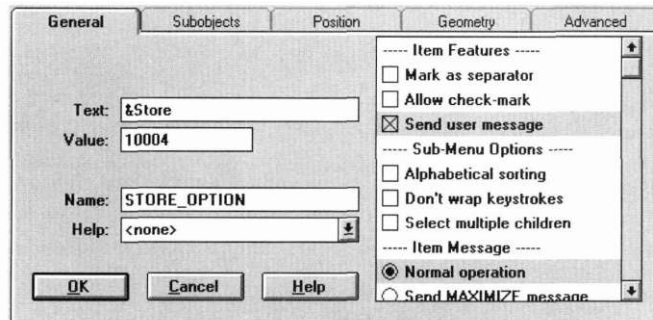 General Subobjects Position Geometry Advanced
Text: &Store
Value: 10004
Name: STORE_OPTION
Help: <none>
OK Cancel Help
----- Item Features -----
Mark as separator
Allow check-mark
Send user message
----- Sub-Menu Options -----
Alphabetical sorting
Don't wrap keystrokes
Select multiple children
----- Item Message -----
Normal operation
Send MAXIMIZE message